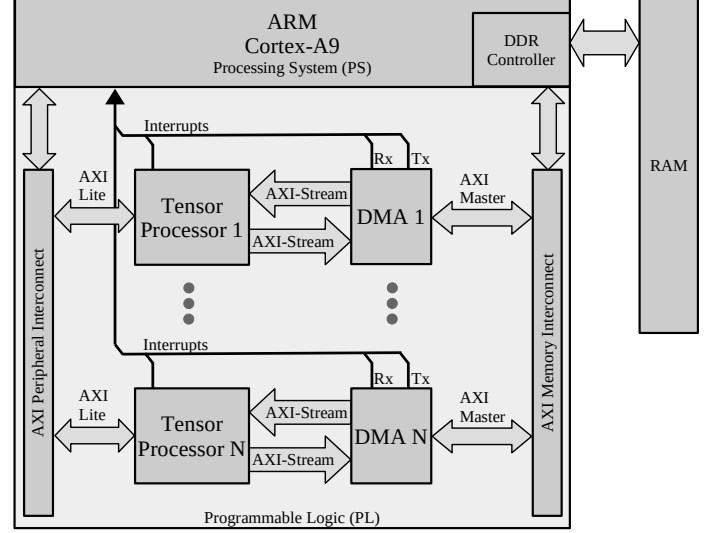 ARM
Cortex-A9
Processing System (PS)
DDR
Controller
RAM
Interrupts
Rx
Tx
AXI
Lite
Tensor
Processor 1
AXI-Stream
AXI-Stream
DMA 1
AXI
Master
AXI Peripheral Interconnect
AXI Memory Interconnect
Interrupts
Rx
Tx
AXI
Lite
Tensor
Processor N
AXI-Stream
AXI-Stream
DMA N
AXI
Master
Programmable Logic (PL)